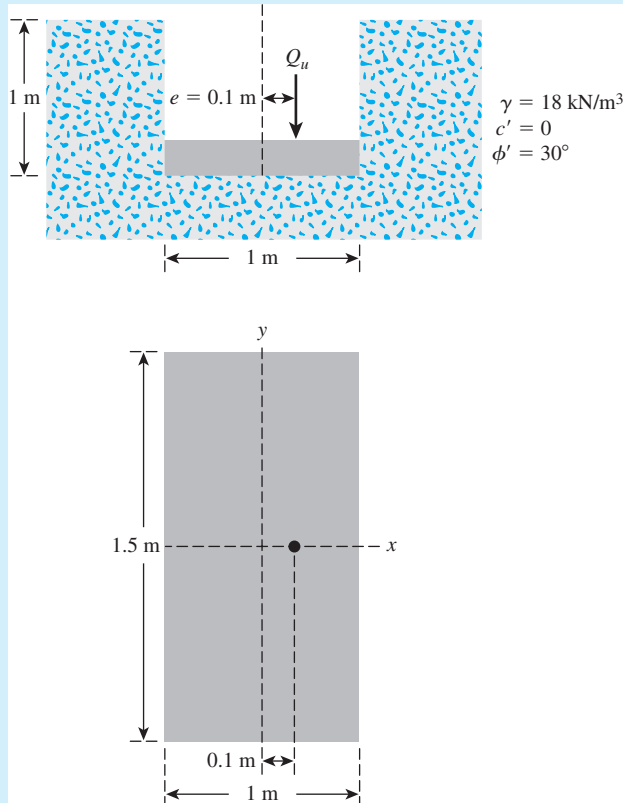 1 m
e = 0.1 m
Q_u
γ = 18 kN/m³
c′ = 0
ϕ′ = 30°
1 m
y
1.5 m
x
0.1 m
1 m